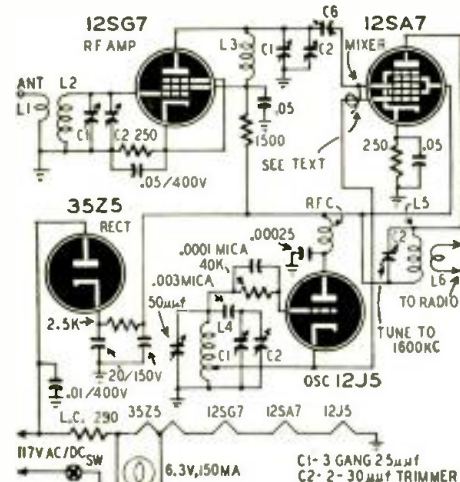 12SG7
RF AMP
C6
12SA7
MIXER
L3
C1
C2
ANT
L1
L2
C1
C2
250
.05/400V
.05
1500
SEE TEXT
250
.05
35Z5
RECT
.00025
RFC
L5
C2
L6
TO RADIO
.0001 MICA
40K
.003MICA
50μμf
2.5K
L4
C1
C2
TUNE TO
1600KC
OSC 12J5
20/150V
.01/400V
L.C. 290
35Z5
12SG7
12SA7
12J5
117V AC/DC
SW
6.3V,150MA
C1-3 GANG 25μμf
C2-2-30μμf TRIMMER